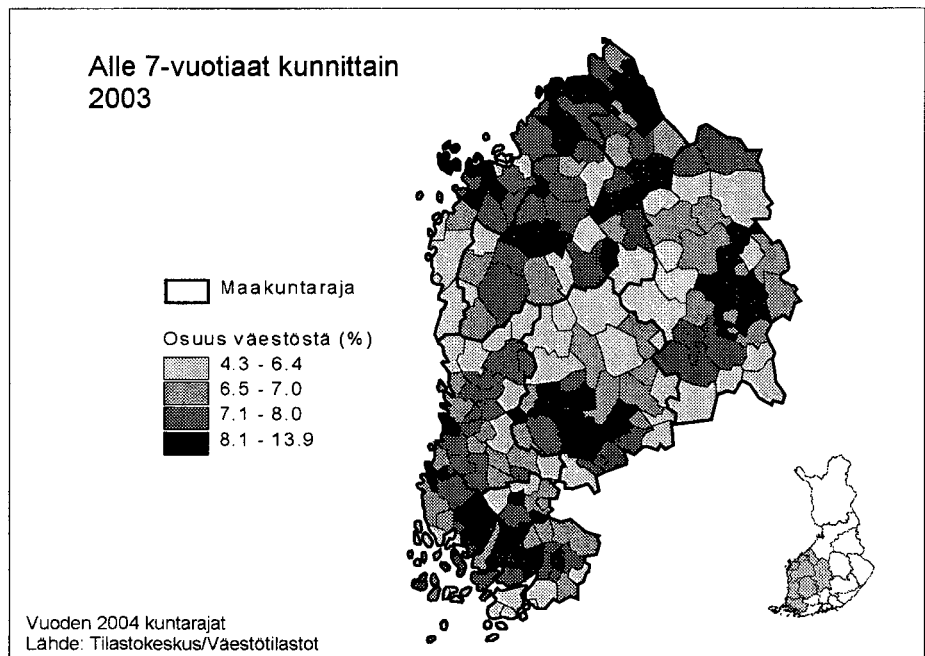 Alle 7-vuotiaat kunnittain
2003
Maakuntaraja
Osuus väestöstä (%)
4.3 - 6.4
6.5 - 7.0
7.1 - 8.0
8.1 - 13.9
Vuoden 2004 kuntarajat
Lähde: Tilastokeskus/Väestötilastot